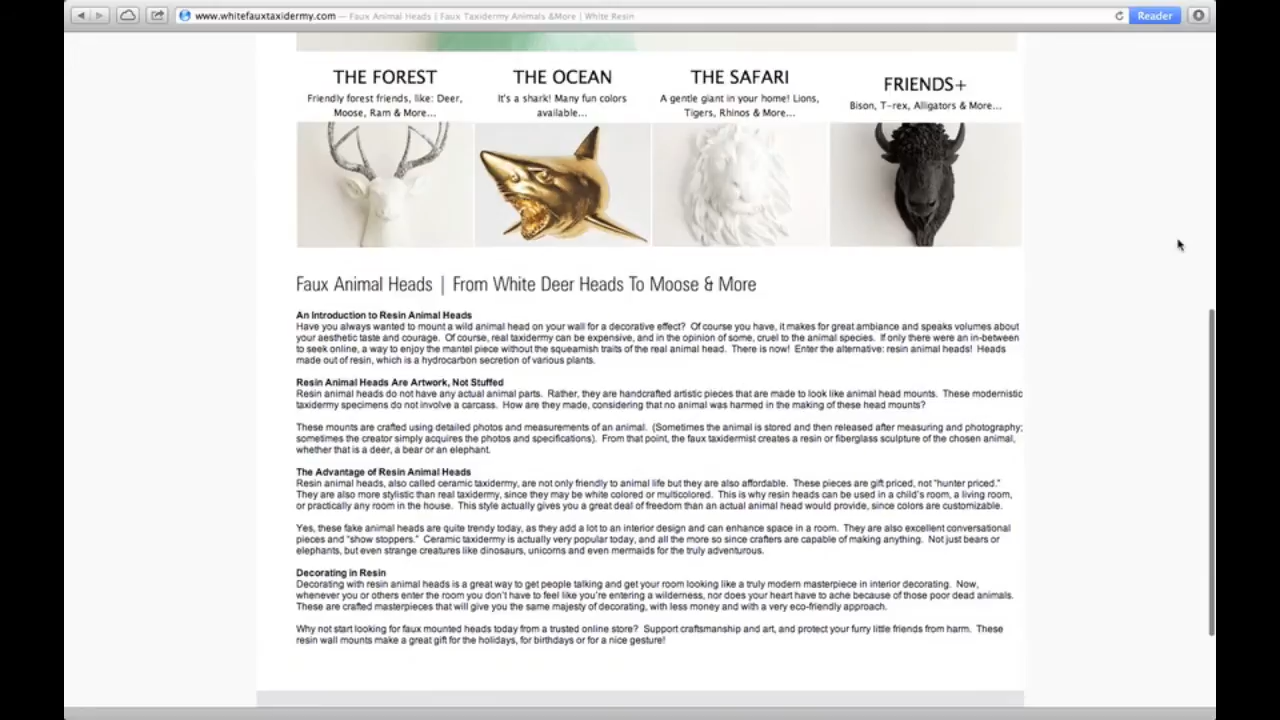 www.whitefauxtaxidermy.com — Faux Animal Heads | Faux Taxidermy Animals &More | White Resin
Reader
THE FOREST
Friendly forest friends, like: Deer,
Moose, Ram & More...
THE OCEAN
It's a shark! Many fun colors
available...
THE SAFARI
A gentle giant in your home! Lions,
Tigers, Rhinos & More...
FRIENDS+
Bison, T-rex, Alligators & More...
Faux Animal Heads | From White Deer Heads To Moose & More
An Introduction to Resin Animal Heads
Have you always wanted to mount a wild animal head on your wall for a decorative effect? Of course you have, it makes for great ambiance and speaks volumes about
your aesthetic taste and courage. Of course, real taxidermy can be expensive, and in the opinion of some, cruel to the animal species. If only there were an in-between
to seek online, a way to enjoy the mantel piece without the squeamish traits of the real animal head. There is now! Enter the alternative: resin animal heads! Heads
made out of resin, which is a hydrocarbon secretion of various plants.
Resin Animal Heads Are Artwork, Not Stuffed
Resin animal heads do not have any actual animal parts. Rather, they are handcrafted artistic pieces that are made to look like animal head mounts. These modernistic
taxidermy specimens do not involve a carcass. How are they made, considering that no animal was harmed in the making of these head mounts?
These mounts are crafted using detailed photos and measurements of an animal. (Sometimes the animal is stored and then released after measuring and photography;
sometimes the creator simply acquires the photos and specifications). From that point, the faux taxidermist creates a resin or fiberglass sculpture of the chosen animal,
whether that is a deer, a bear or an elephant.
The Advantage of Resin Animal Heads
Resin animal heads, also called ceramic taxidermy, are not only friendly to animal life but they are also affordable. These pieces are gift priced, not "hunter priced."
They are also more stylistic than real taxidermy, since they may be white colored or multicolored. This is why resin heads can be used in a child's room, a living room,
or practically any room in the house. This style actually gives you a great deal of freedom than an actual animal head would provide, since colors are customizable.
Yes, these fake animal heads are quite trendy today, as they add a lot to an interior design and can enhance space in a room. They are also excellent conversational
pieces and "show stoppers." Ceramic taxidermy is actually very popular today, and all the more so since crafters are capable of making anything. Not just bears or
elephants, but even strange creatures like dinosaurs, unicorns and even mermaids for the truly adventurous.
Decorating in Resin
Decorating with resin animal heads is a great way to get people talking and get your room looking like a truly modern masterpiece in interior decorating. Now,
whenever you or others enter the room you don't have to feel like you're entering a wilderness, nor does your heart have to ache because of those poor dead animals.
These are crafted masterpieces that will give you the same majesty of decorating, with less money and with a very eco-friendly approach.
Why not start looking for faux mounted heads today from a trusted online store? Support craftsmanship and art, and protect your furry little friends from harm. These
resin wall mounts make a great gift for the holidays, for birthdays or for a nice gesture!